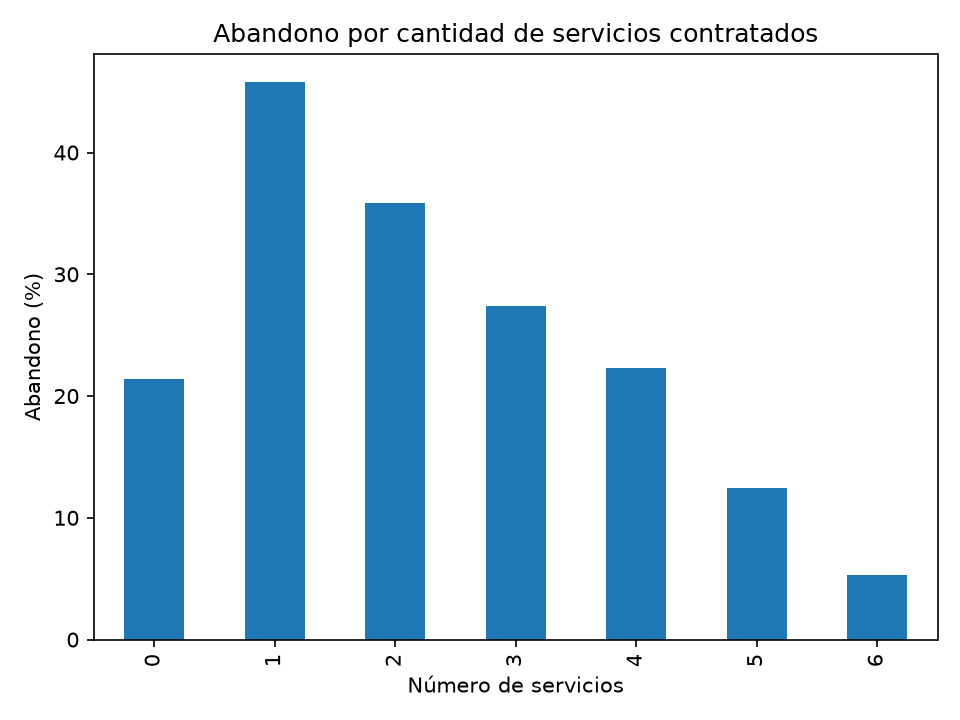 Abandono por cantidad de servicios contratados
Abandono (%)
40
30
20
10
0
0 1 2 3 4 5 6
Número de servicios